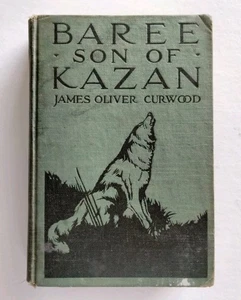 BAREE
· SON OF ·
KAZAN
JAMES OLIVER CURWOOD